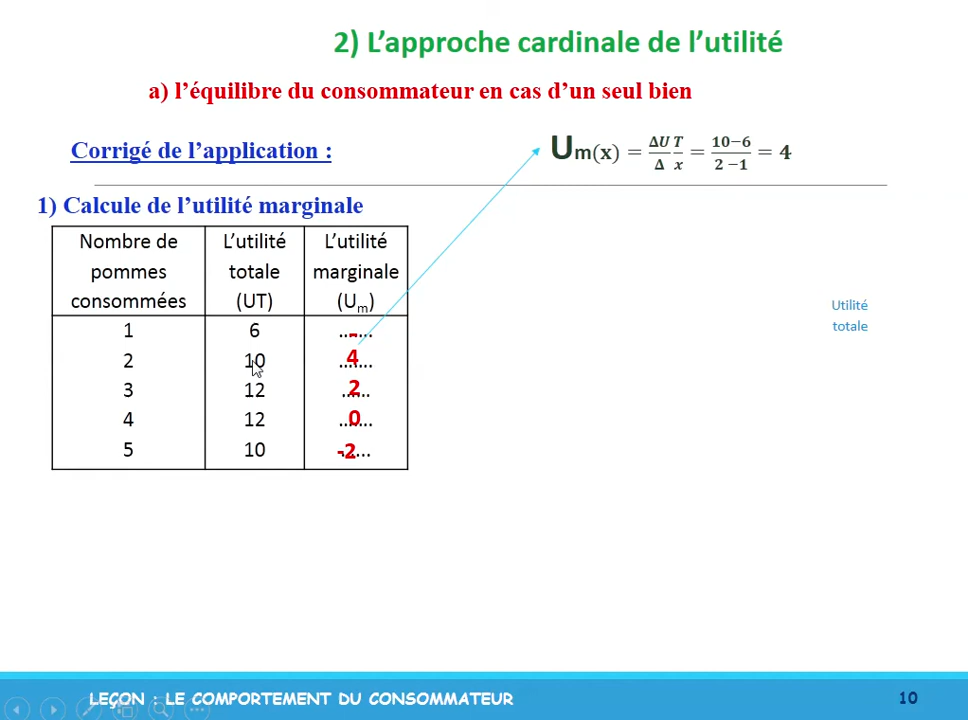 2) L’approche cardinale de l’utilité
a) l’équilibre du consommateur en cas d’un seul bien
Corrigé de l’application :
Um(x) = ΔU/Δ T/x = 10−6/2 −1 = 4
1) Calcule de l’utilité marginale
Nombre de pommes consommées | L’utilité totale (UT) | L’utilité marginale (Um)
1 | 6 | -
2 | 10 | 4
3 | 12 | 2
4 | 12 | 0
5 | 10 | -2
Utilité
totale
LEÇON : LE COMPORTEMENT DU CONSOMMATEUR
10